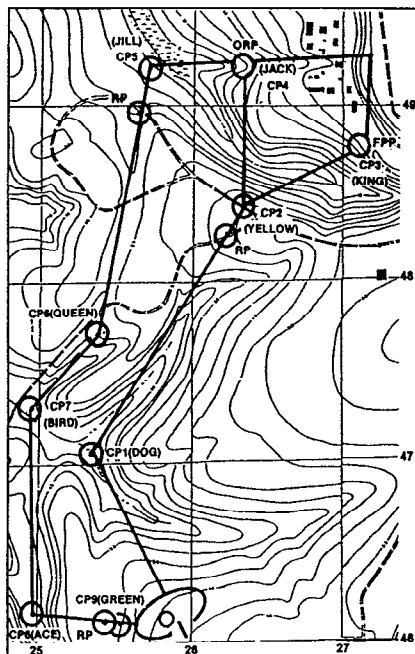 (JILL)
CP5
ORP
(JACK)
CP4
RP
49
FPP
CP3
(KING)
CP2
(YELLOW)
RP
48
CP6(QUEEN)
CP7
(BIRD)
CP1(DOG)
47
CP9(GREEN)
CP8(ACE)
RP
25
26
27
46